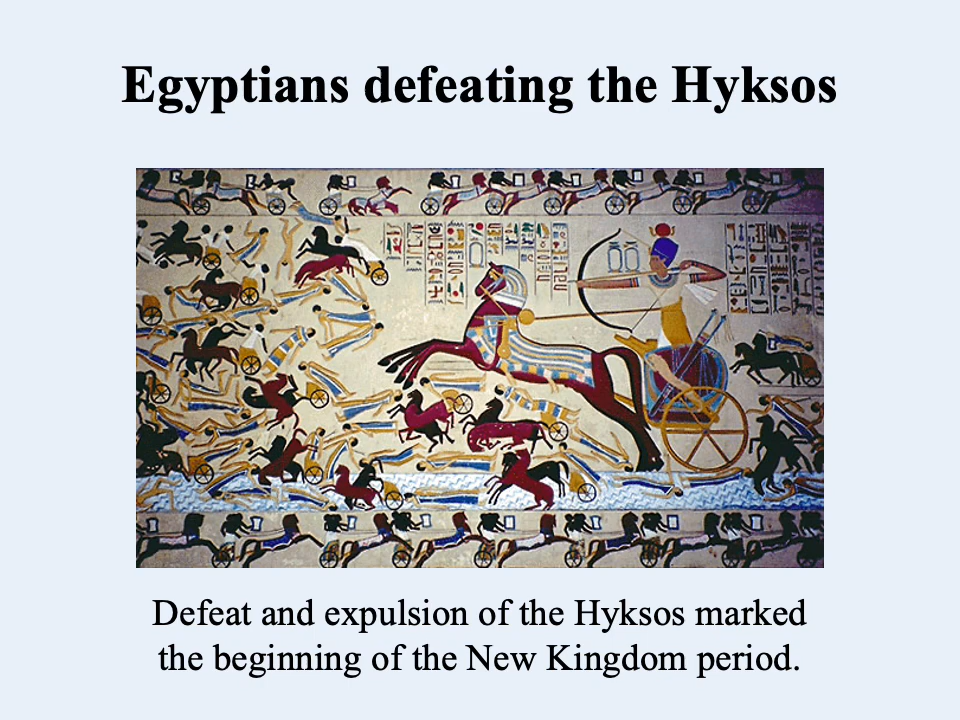 Egyptians defeating the Hyksos
Defeat and expulsion of the Hyksos marked
the beginning of the New Kingdom period.